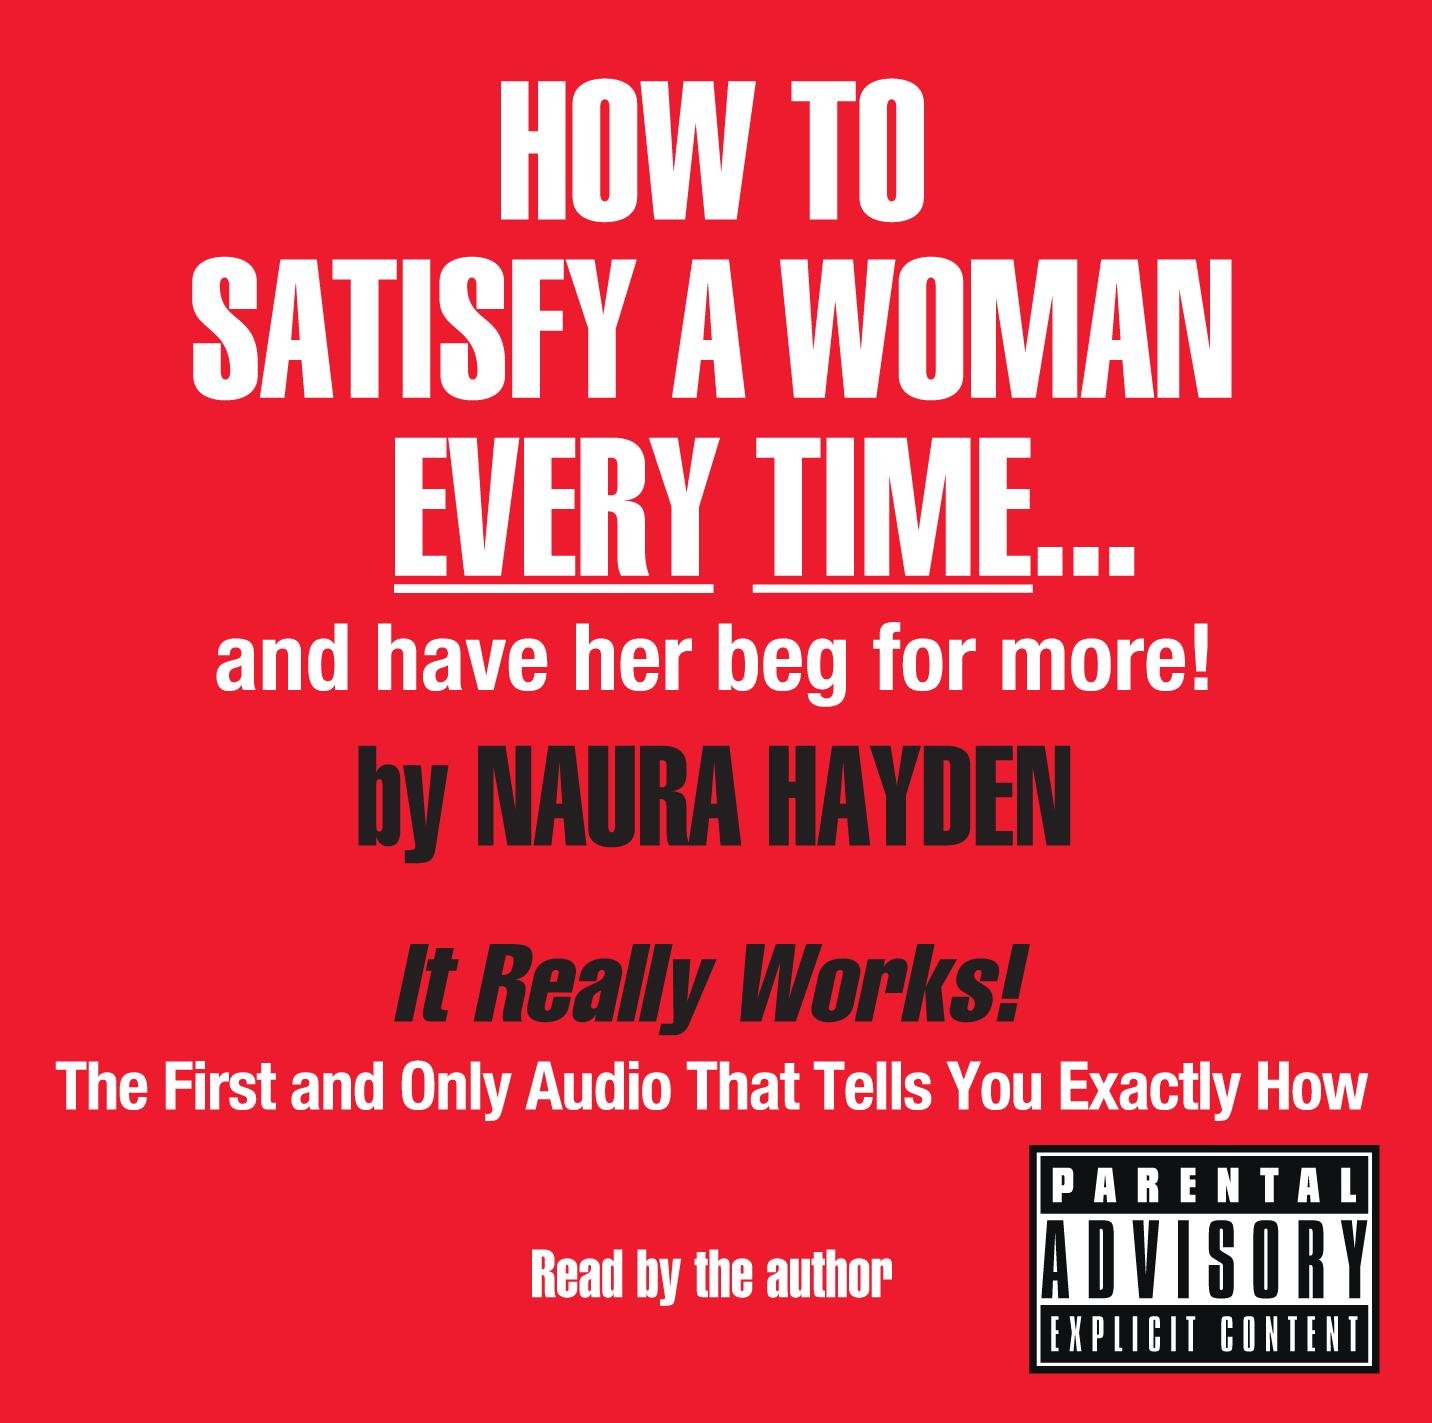 HOW TO
SATISFY A WOMAN
EVERY TIME...
and have her beg for more!
by NAURA HAYDEN
It Really Works!
The First and Only Audio That Tells You Exactly How
Read by the author
PARENTAL
ADVISORY
EXPLICIT CONTENT